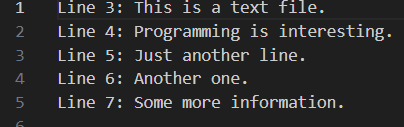 1 Line 3: This is a text file.
2 Line 4: Programming is interesting.
3 Line 5: Just another line.
4 Line 6: Another one.
5 Line 7: Some more information.
6